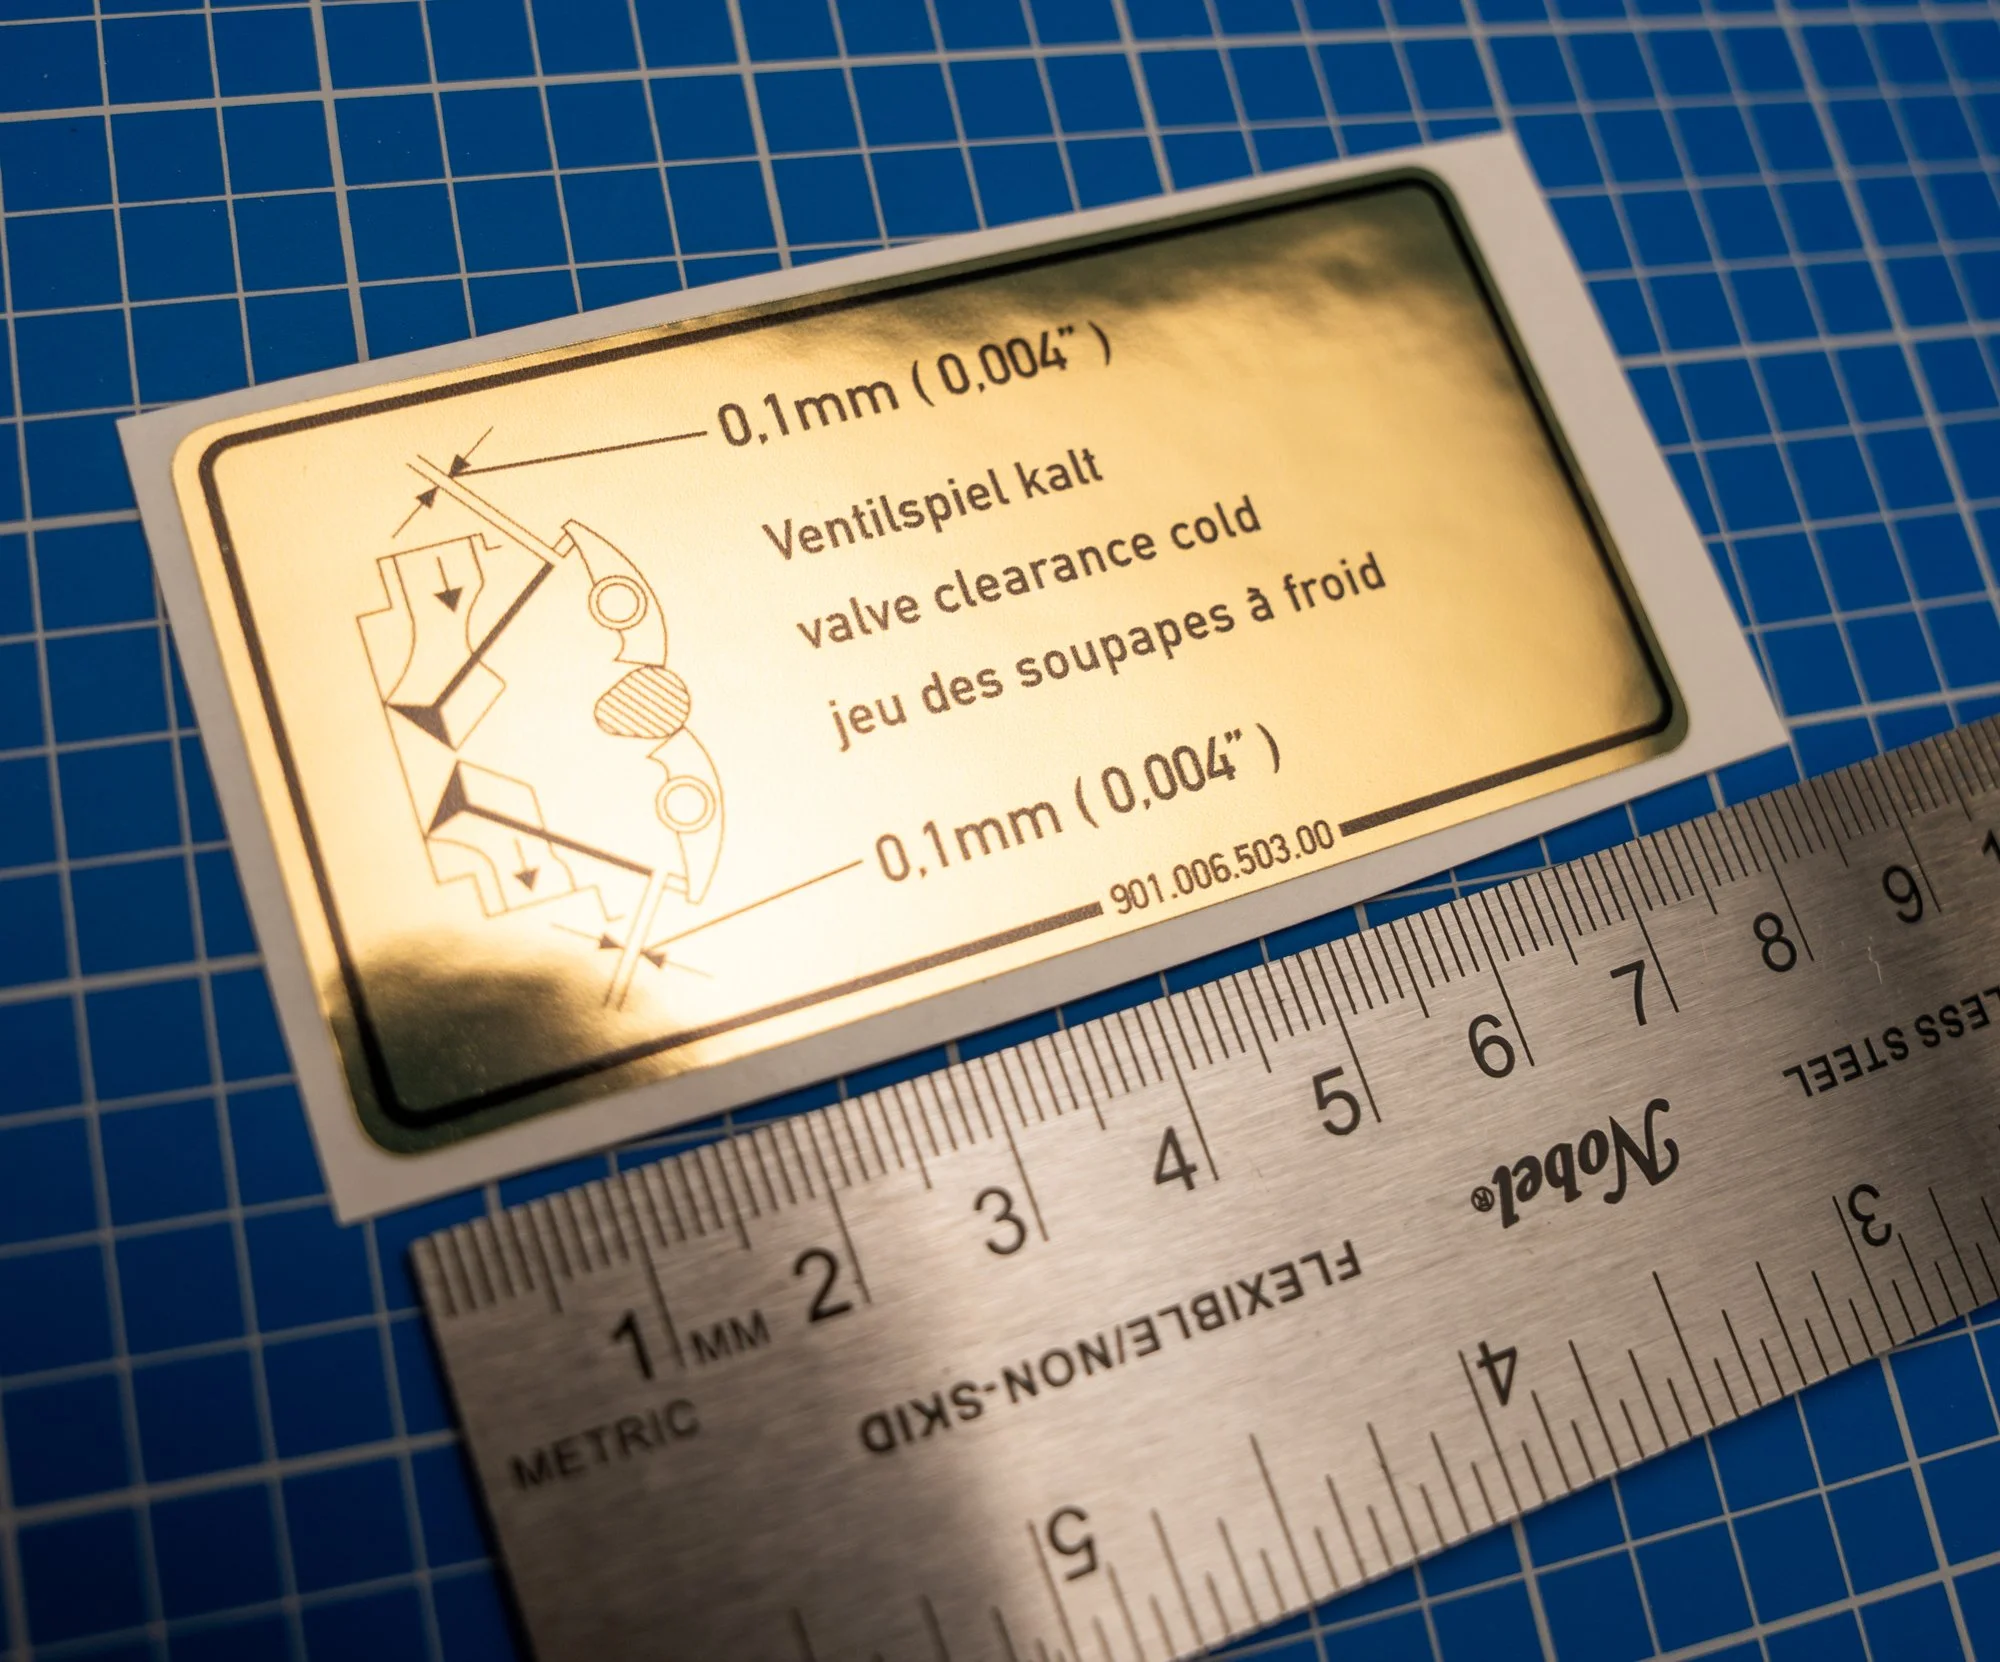 0,1mm ( 0,004” )
Ventilspiel kalt
valve clearance cold
jeu des soupapes à froid
0,1mm ( 0,004” )
901.006.503.00
1 2 3 4 5 6 7 8 9
MM
METRIC
FLEXIBLE/NON-SKID
Nobel®
LESS STEEL
3
4
5